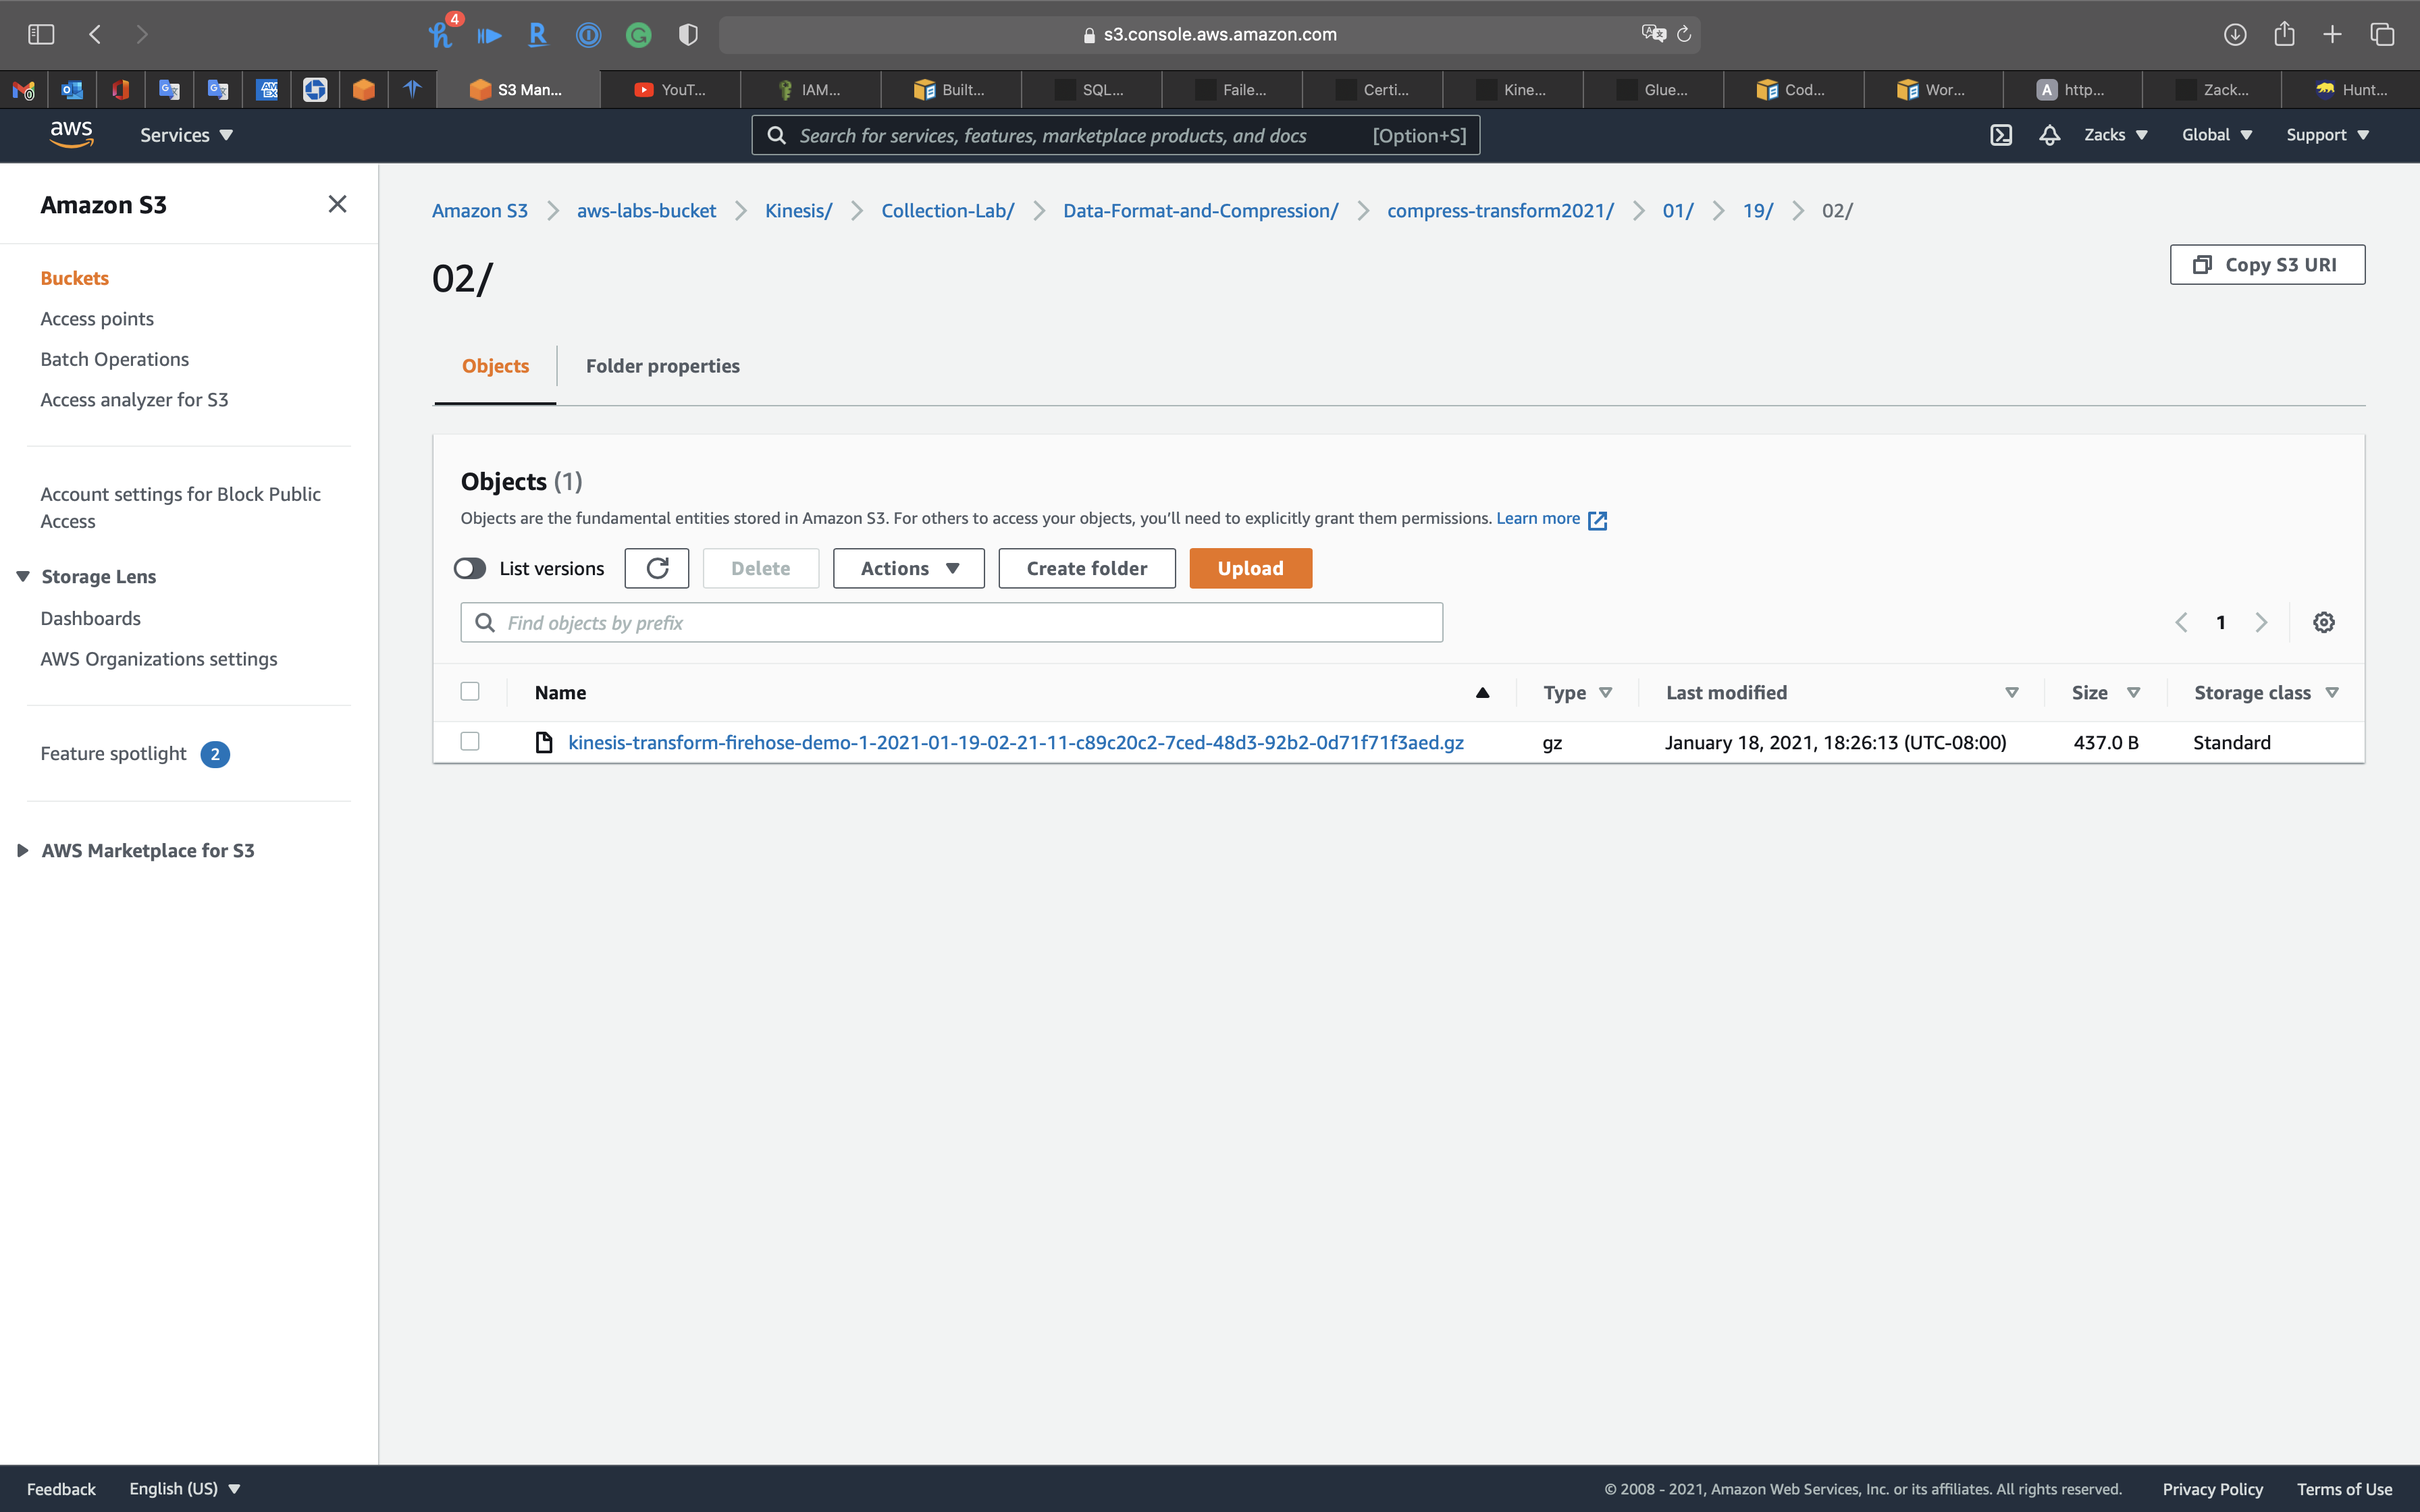 4
s3.console.aws.amazon.com
S3 Man... YouT... IAM... Built... SQL... Faile... Certi... Kine... Glue... Cod... Wor... A http... Zack... Hunt...
aws Services Search for services, features, marketplace products, and docs [Option+S] Zacks Global Support
Amazon S3
Buckets
Access points
Batch Operations
Access analyzer for S3
Account settings for Block Public
Access
Storage Lens
Dashboards
AWS Organizations settings
Feature spotlight 2
AWS Marketplace for S3
Amazon S3 aws-labs-bucket Kinesis/ Collection-Lab/ Data-Format-and-Compression/ compress-transform2021/ 01/ 19/ 02/
02/
Copy S3 URI
Objects Folder properties
Objects (1)
Objects are the fundamental entities stored in Amazon S3. For others to access your objects, you’ll need to explicitly grant them permissions. Learn more
List versions Delete Actions Create folder Upload
Find objects by prefix 1
Name Type Last modified Size Storage class
kinesis-transform-firehose-demo-1-2021-01-19-02-21-11-c89c20c2-7ced-48d3-92b2-0d71f71f3aed.gz gz January 18, 2021, 18:26:13 (UTC-08:00) 437.0 B Standard
Feedback English (US) © 2008 - 2021, Amazon Web Services, Inc. or its affiliates. All rights reserved. Privacy Policy Terms of Use